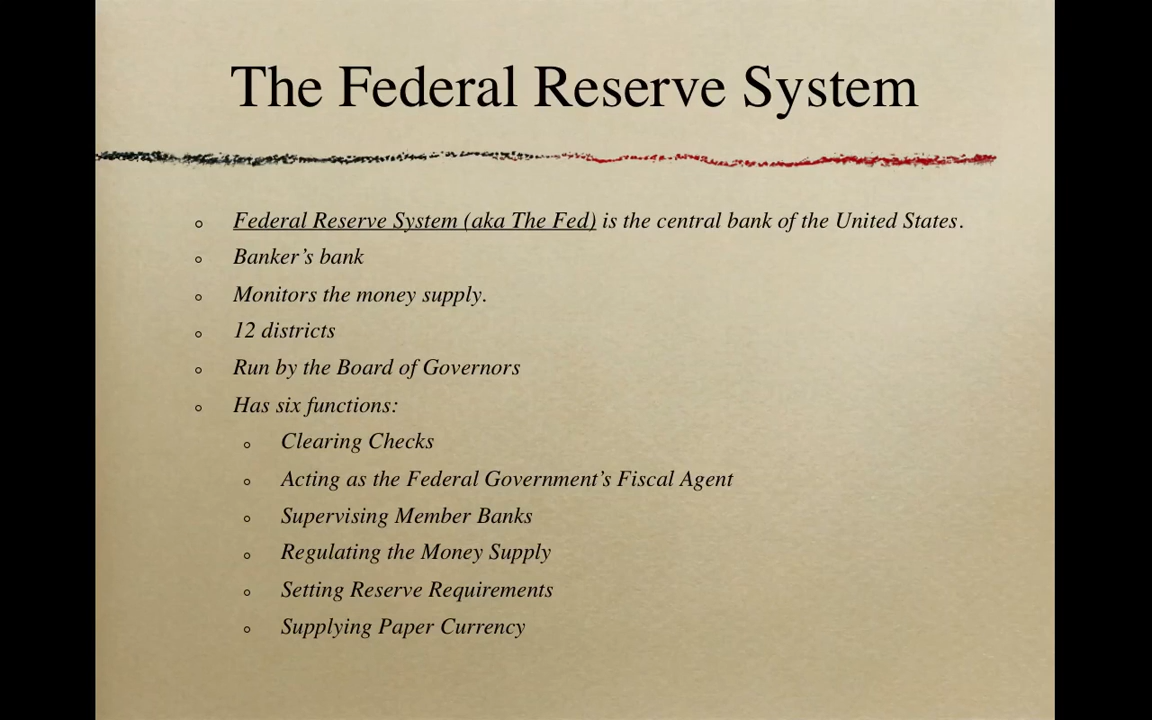 The Federal Reserve System
Federal Reserve System (aka The Fed) is the central bank of the United States.
Banker’s bank
Monitors the money supply.
12 districts
Run by the Board of Governors
Has six functions:
Clearing Checks
Acting as the Federal Government’s Fiscal Agent
Supervising Member Banks
Regulating the Money Supply
Setting Reserve Requirements
Supplying Paper Currency